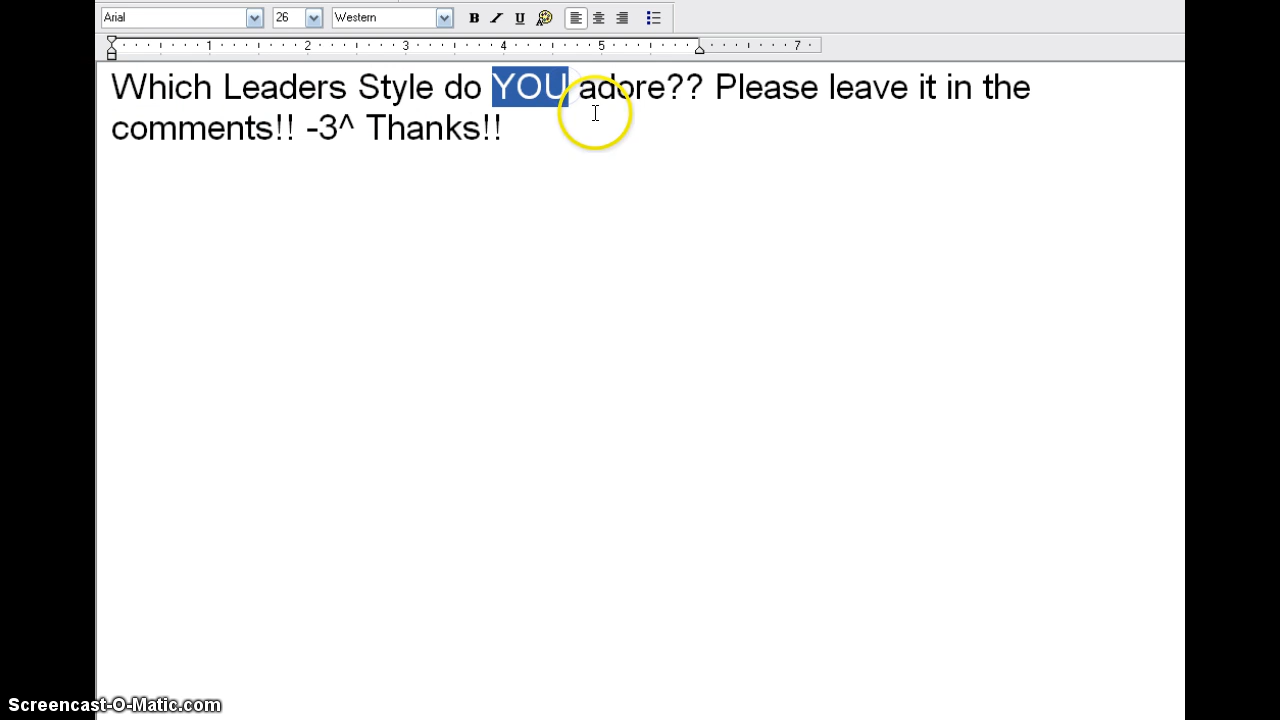 Arial 26 Western B I U
1 2 3 4 5 7
Which Leaders Style do YOU adore?? Please leave it in the
comments!! -3^ Thanks!!
Screencast-O-Matic.com